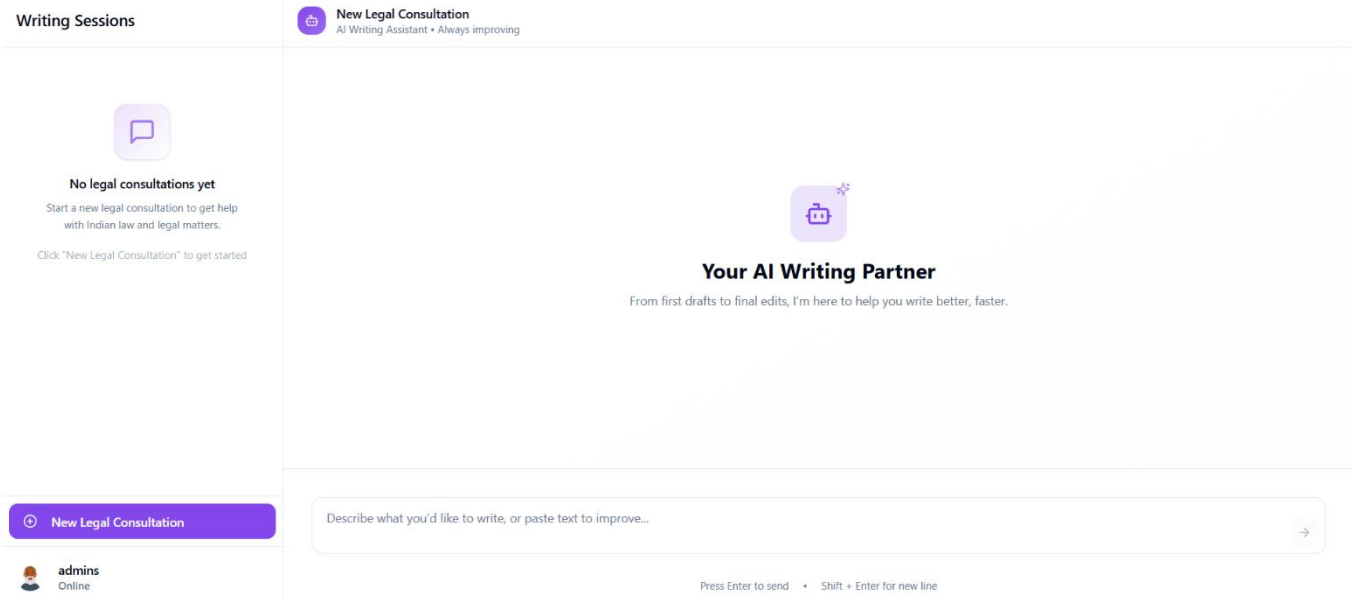 Writing Sessions
No legal consultations yet
Start a new legal consultation to get help
with Indian law and legal matters.
Click "New Legal Consultation" to get started
New Legal Consultation
admins
Online
New Legal Consultation
AI Writing Assistant • Always improving
Your AI Writing Partner
From first drafts to final edits, I'm here to help you write better, faster.
Describe what you'd like to write, or paste text to improve...
Press Enter to send • Shift + Enter for new line